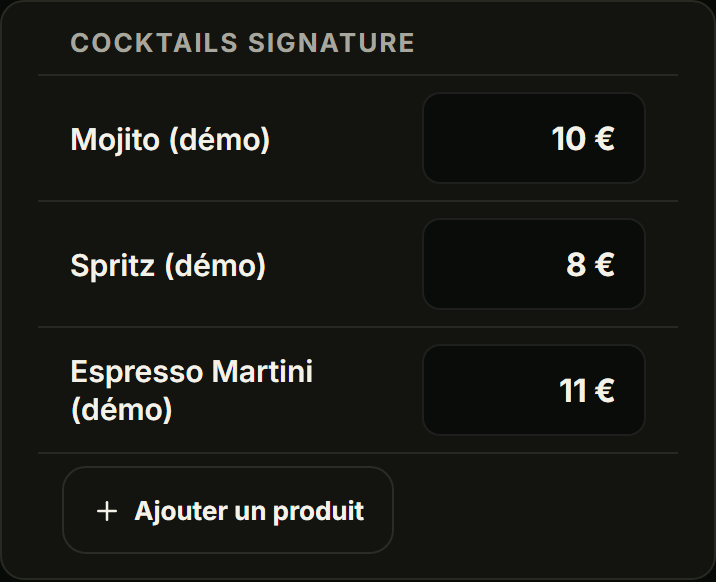 COCKTAILS SIGNATURE
Mojito (démo)
10 €
Spritz (démo)
8 €
Espresso Martini
(démo)
11 €
+ Ajouter un produit